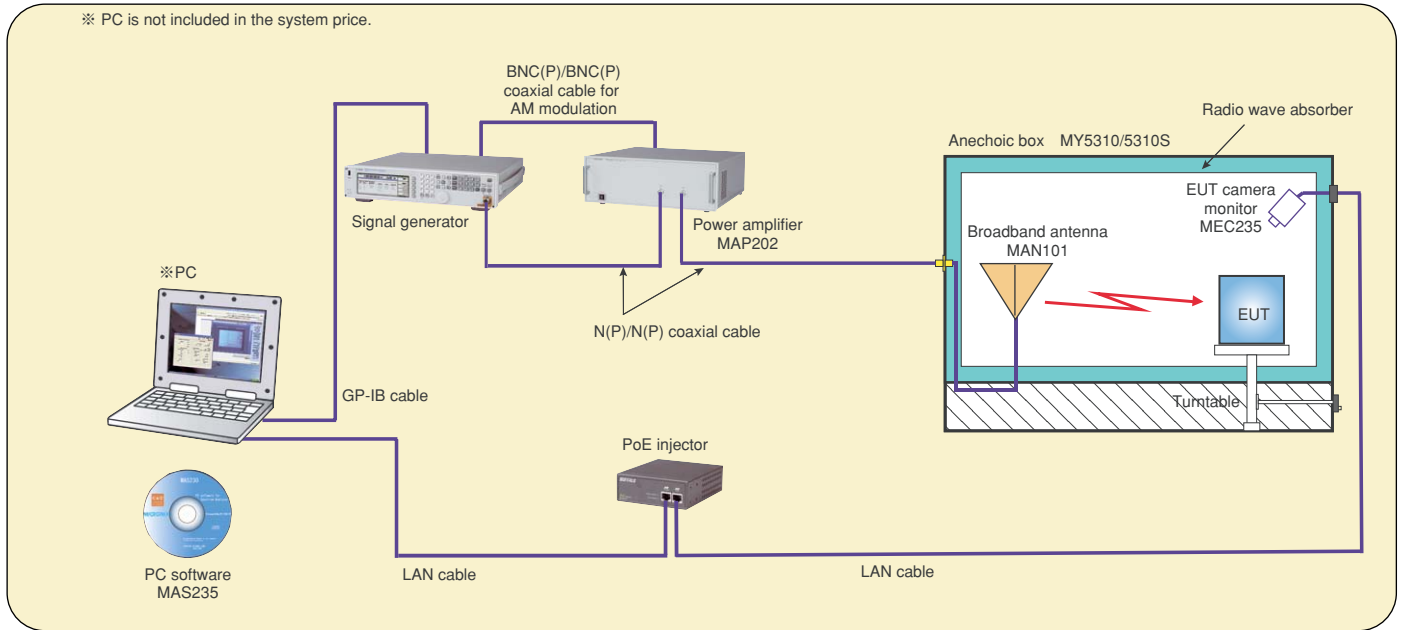 ※ PC is not included in the system price.
BNC(P)/BNC(P)
coaxial cable for
AM modulation
Radio wave absorber
Anechoic box MY5310/5310S
EUT camera
monitor
MEC235
Signal generator
Power amplifier
MAP202
Broadband antenna
MAN101
※PC
EUT
N(P)/N(P) coaxial cable
GP-IB cable
Turntable
PoE injector
PC software
MAS235
LAN cable
LAN cable